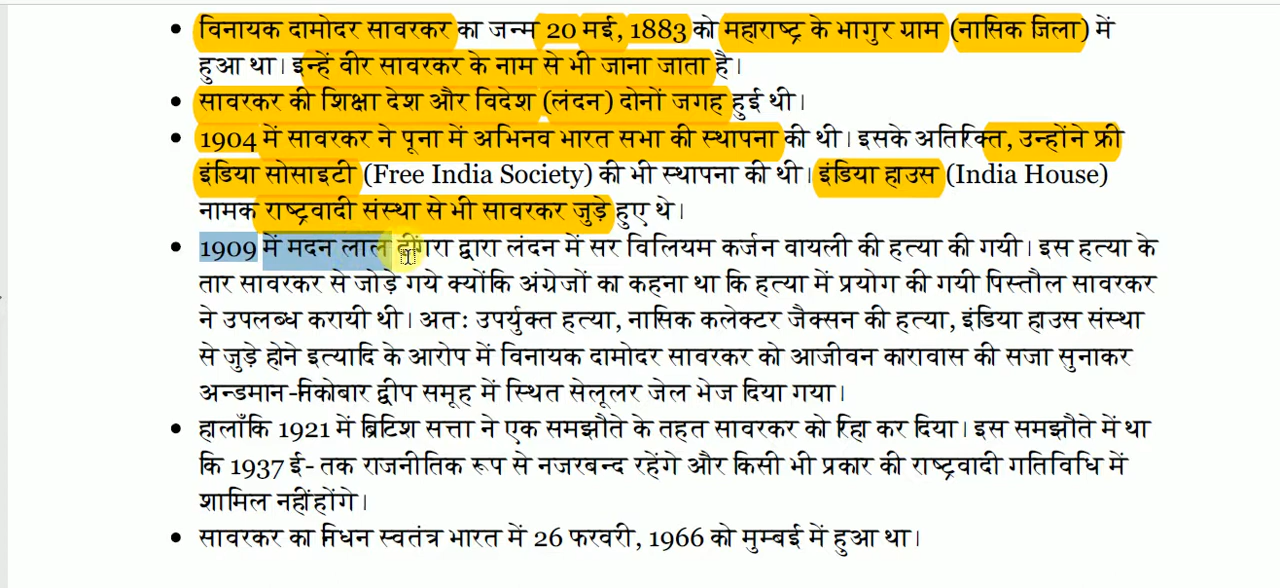 • विनायक दामोदर सावरकर का जन्म 20 मई, 1883 को महाराष्ट्र के भागुर ग्राम (नासिक जिला) में
हुआ था। इन्हें वीर सावरकर के नाम से भी जाना जाता है।
• सावरकर की शिक्षा देश और विदेश (लंदन) दोनों जगह हुई थी।
• 1904 में सावरकर ने पूना में अभिनव भारत सभा की स्थापना की थी। इसके अतिरिक्त, उन्होंने फ्री
इंडिया सोसाइटी (Free India Society) की भी स्थापना की थी। इंडिया हाउस (India House)
नामक राष्ट्रवादी संस्था से भी सावरकर जुड़े हुए थे।
• 1909 में मदन लाल ढींगरा द्वारा लंदन में सर विलियम कर्जन वायली की हत्या की गयी। इस हत्या के
तार सावरकर से जोड़े गये क्योंकि अंग्रेजों का कहना था कि हत्या में प्रयोग की गयी पिस्तौल सावरकर
ने उपलब्ध करायी थी। अत: उपर्युक्त हत्या, नासिक कलेक्टर जैक्सन की हत्या, इंडिया हाउस संस्था
से जुड़े होने इत्यादि के आरोप में विनायक दामोदर सावरकर को आजीवन कारावास की सजा सुनाकर
अन्डमान-निकोबार द्वीप समूह में स्थित सेलूलर जेल भेज दिया गया।
• हालाँकि 1921 में ब्रिटिश सत्ता ने एक समझौते के तहत सावरकर को रिहा कर दिया। इस समझौते में था
कि 1937 ई- तक राजनीतिक रूप से नजरबन्द रहेंगे और किसी भी प्रकार की राष्ट्रवादी गतिविधि में
शामिल नहीं होंगे।
• सावरकर का निधन स्वतंत्र भारत में 26 फरवरी, 1966 को मुम्बई में हुआ था।